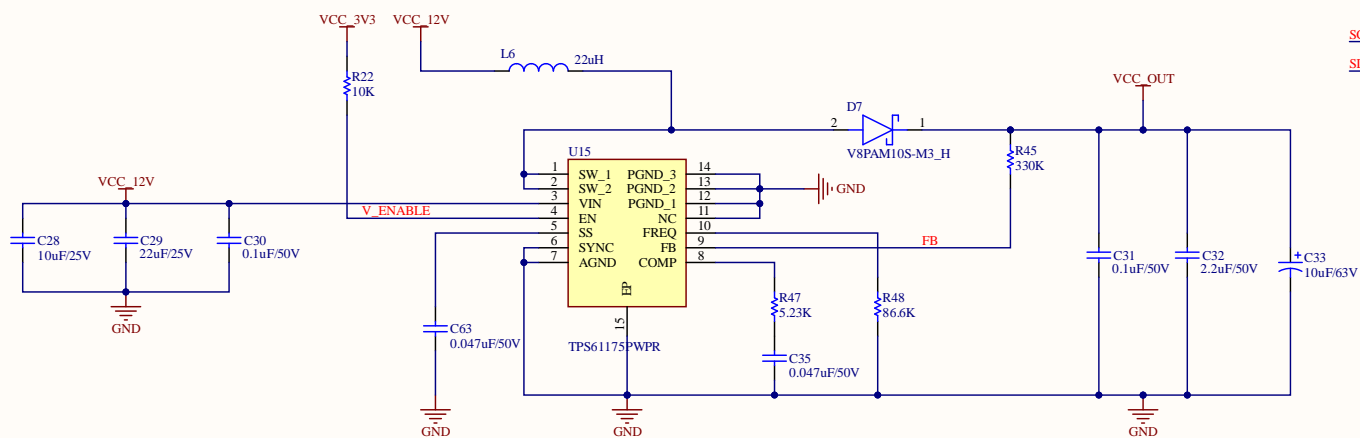 VCC_3V3
VCC_12V
L6
22uH
R22
10K
VCC_OUT
D7
2
1
V8PAM10S-M3_H
R45
330K
U15
1
SW_1
PGND_3
14
2
SW_2
PGND_2
13
3
VIN
PGND_1
12
4
EN
NC
11
5
SS
FREQ
10
6
SYNC
FB
9
7
AGND
COMP
8
EP
15
TPS61175PWPR
GND
VCC_12V
V_ENABLE
FB
C28
10uF/25V
C29
22uF/25V
C30
0.1uF/50V
GND
C31
0.1uF/50V
C32
2.2uF/50V
+
C33
10uF/63V
R47
5.23K
R48
86.6K
C63
0.047uF/50V
C35
0.047uF/50V
GND
GND
GND